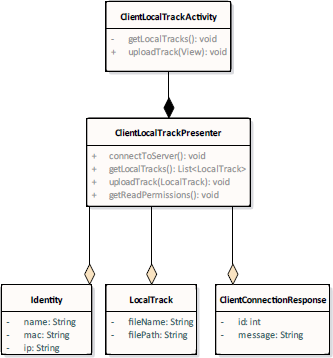 ClientLocalTrackActivity
- getLocalTracks(): void
+ uploadTrack(View): void
ClientLocalTrackPresenter
+ connectToServer(): void
+ getLocalTracks(): List<LocalTrack>
+ uploadTrack(LocalTrack): void
+ getReadPermissions(): void
Identity
- name: String
- mac: String
- ip: String
LocalTrack
- fileName: String
- filePath: String
ClientConnectionResponse
- id: int
- message: String